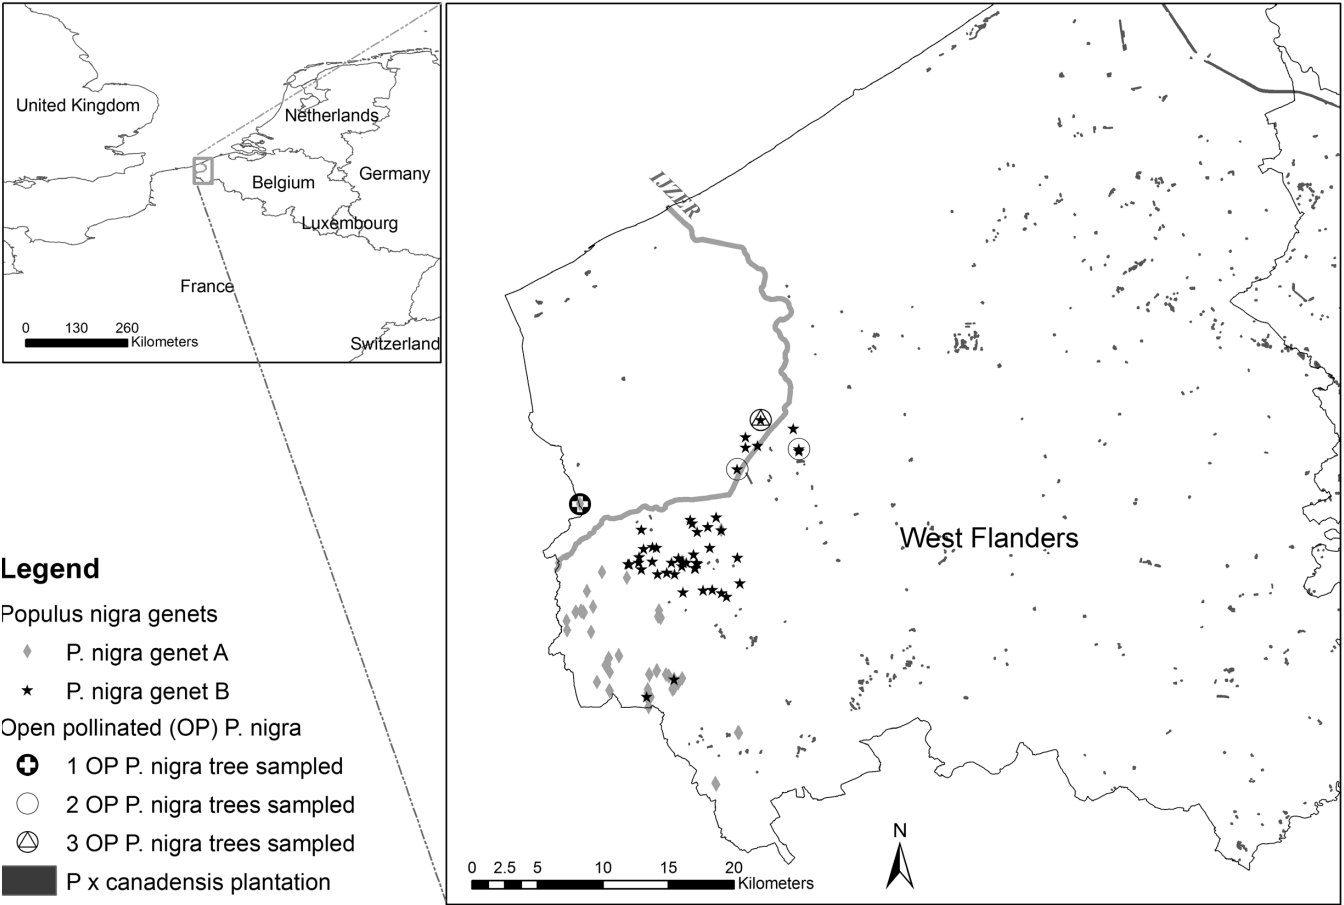 United Kingdom
Netherlands
Belgium
Germany
Luxembourg
France
Switzerland
0 130 260
Kilometers
IJZER
West Flanders
Legend
Populus nigra genets
P. nigra genet A
P. nigra genet B
Open pollinated (OP) P. nigra
1 OP P. nigra tree sampled
2 OP P. nigra trees sampled
3 OP P. nigra trees sampled
P x canadensis plantation
0 2.5 5 10 15 20
Kilometers
N